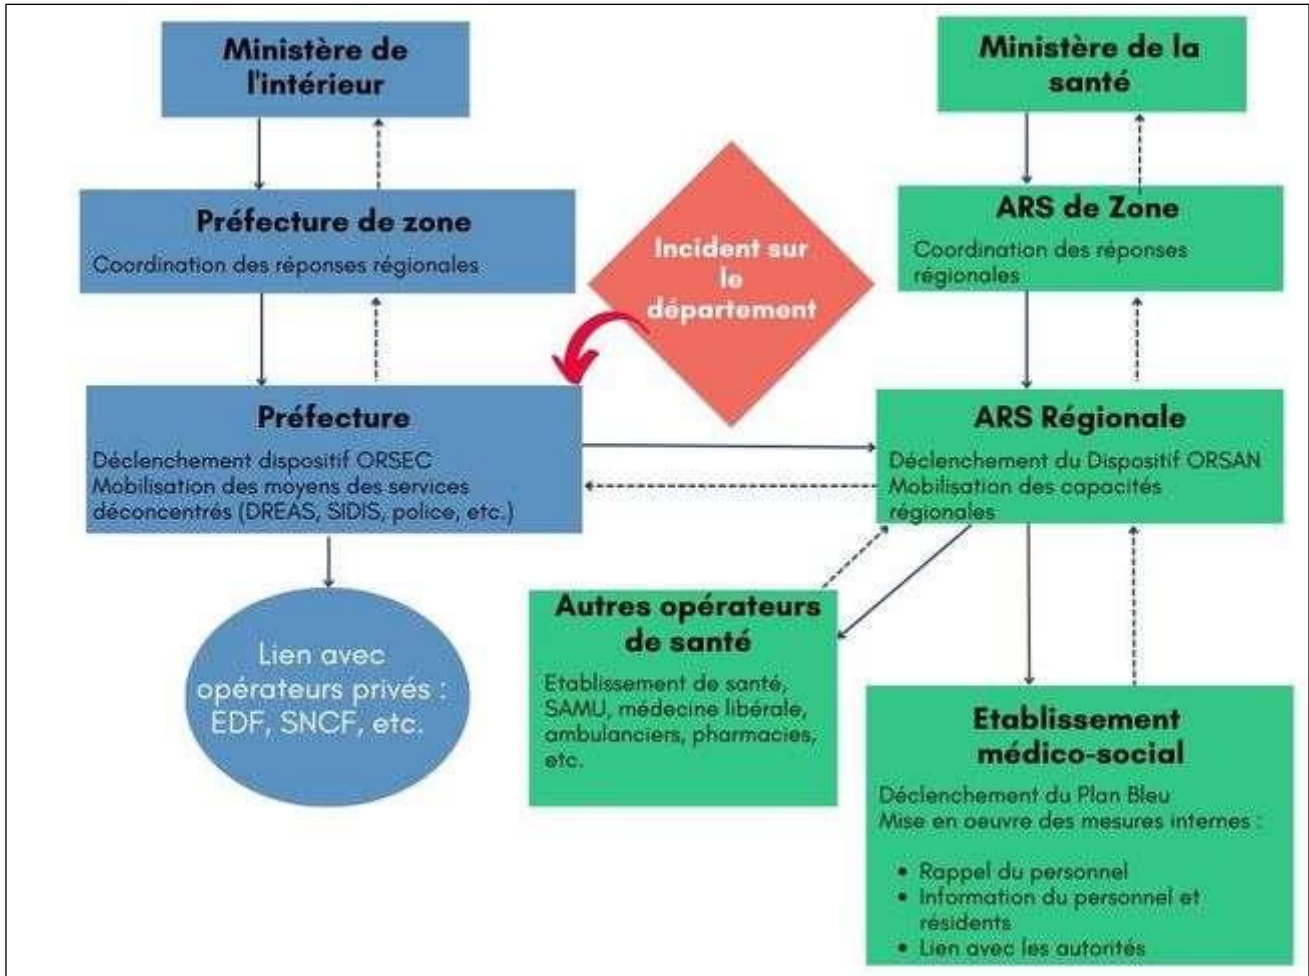 Ministère de
l'intérieur
Ministère de la
santé
Préfecture de zone
Coordination des réponses régionales
Incident sur
le
département
ARS de Zone
Coordination des réponses
régionales
Préfecture
Déclenchement dispositif ORSEC
Mobilisation des moyens des services
déconcentrés (DREAS, SIDIS, police, etc.)
ARS Régionale
Déclenchement du Dispositif ORSAN
Mobilisation des capacités
régionales
Lien avec
opérateurs privés :
EDF, SNCF, etc.
Autres opérateurs
de santé
Etablissement de santé,
SAMU, médecine libérale,
ambulanciers, pharmacies,
etc.
Etablissement
médico-social
Déclenchement du Plan Bleu
Mise en oeuvre des mesures internes :
• Rappel du personnel
• Information du personnel et
résidents
• Lien avec les autorités